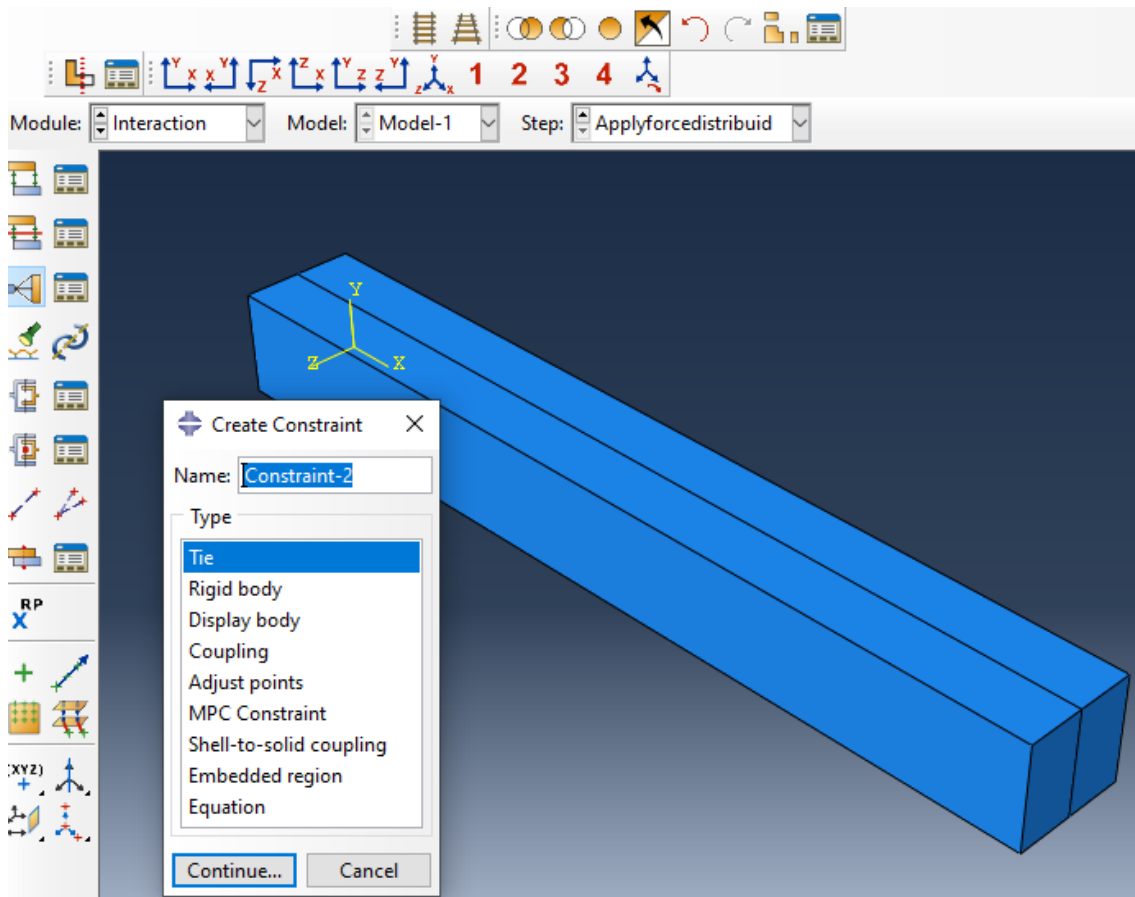 Y X X Y Z X Z X Y Z Z Y Y Z X 1 2 3 4
Module: Interaction Model: Model-1 Step: Applyforcedistribuid
Y
Z X
Create Constraint
Name: Constraint-2
Type
Tie
Rigid body
Display body
Coupling
Adjust points
MPC Constraint
Shell-to-solid coupling
Embedded region
Equation
Continue... Cancel
RP
(XYZ)